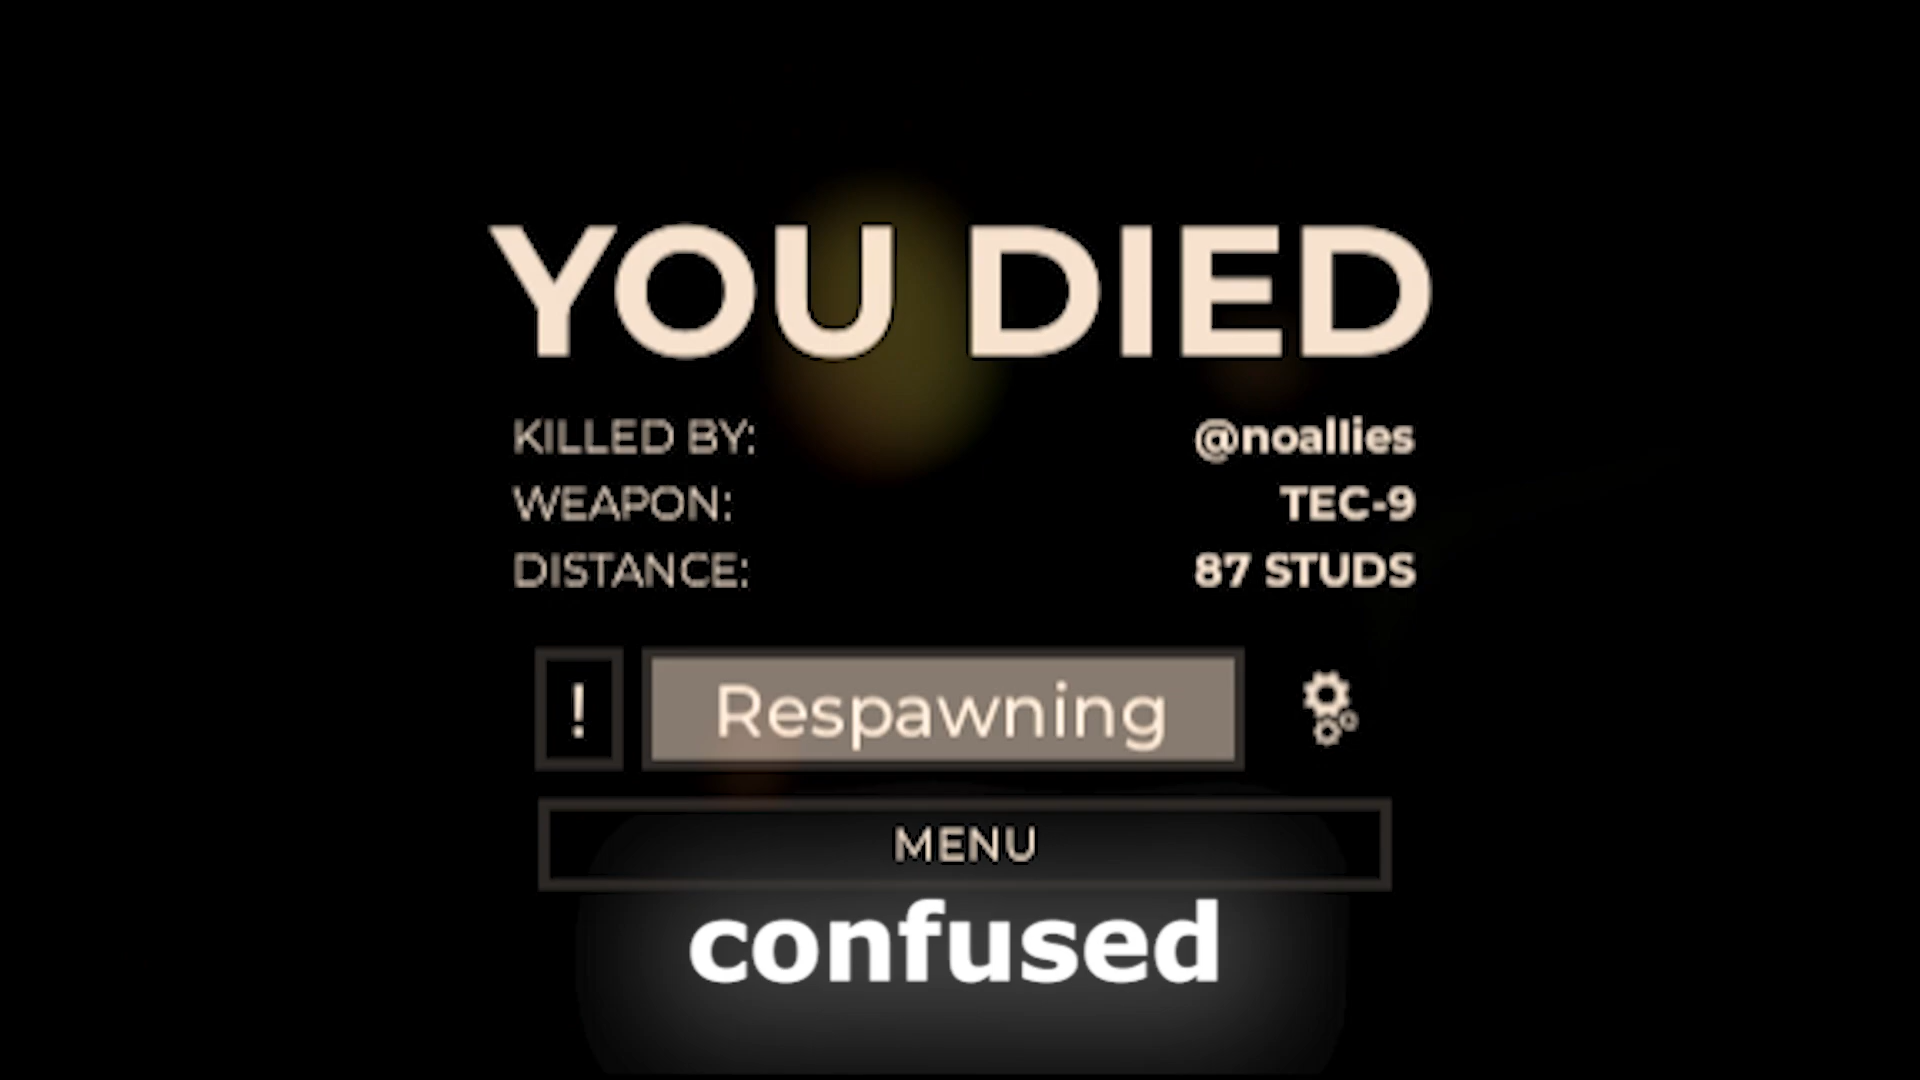 YOU DIED
KILLED BY: @noallies
WEAPON: TEC-9
DISTANCE: 87 STUDS
! Respawning
MENU
confused